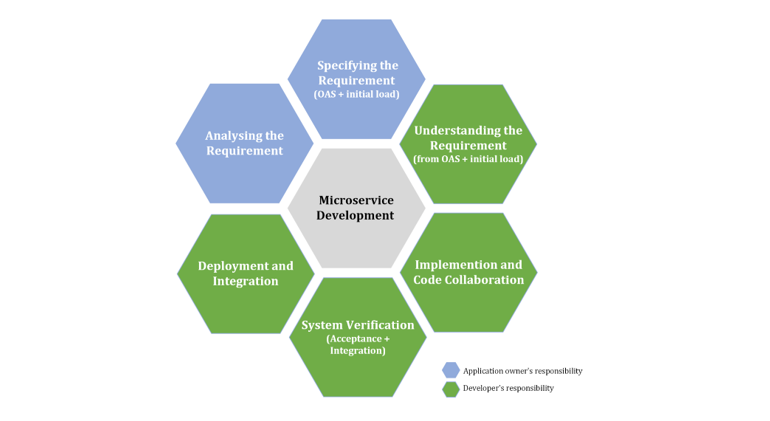 Specifying the
Requirement
(OAS + initial load)
Understanding the
Requirement
(from OAS + initial load)
Analysing the
Requirement
Microservice
Development
Implemention and
Code Collaboration
Deployment and
Integration
System Verification
(Acceptance +
Integration)
Application owner's responsibility
Developer's responsibility